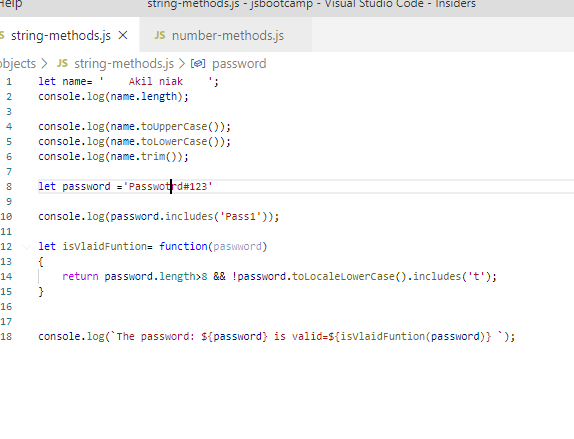 Help
string-methods.js - jsbootcamp - Visual Studio Code - Insiders
JS string-methods.js × JS number-methods.js
objects > JS string-methods.js > password
1 let name= '    Akil niak    ';
2 console.log(name.length);
3
4 console.log(name.toUpperCase());
5 console.log(name.toLowerCase());
6 console.log(name.trim());
7
8 let password ='Passwotrd#123'
9
10 console.log(password.includes('Pass1'));
11
12 let isVlaidFuntion= function(paswword)
13 {
14     return password.length>8 && !password.toLocaleLowerCase().includes('t');
15 }
16
17
18 console.log(`The password: ${password} is valid=${isVlaidFuntion(password)} `);